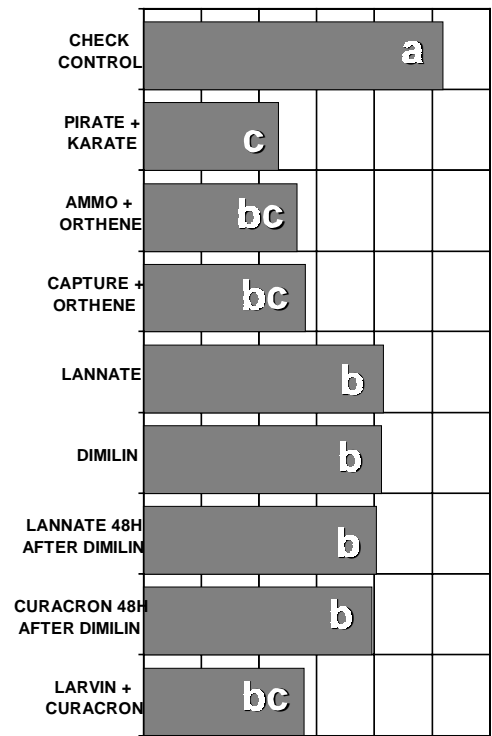 CHECK
CONTROL
a
PIRATE +
KARATE
c
AMMO +
ORTHENE
bc
CAPTURE +
ORTHENE
bc
LANNATE
b
DIMILIN
b
LANNATE 48H
AFTER DIMILIN
b
CURACRON 48H
AFTER DIMILIN
b
LARVIN +
CURACRON
bc